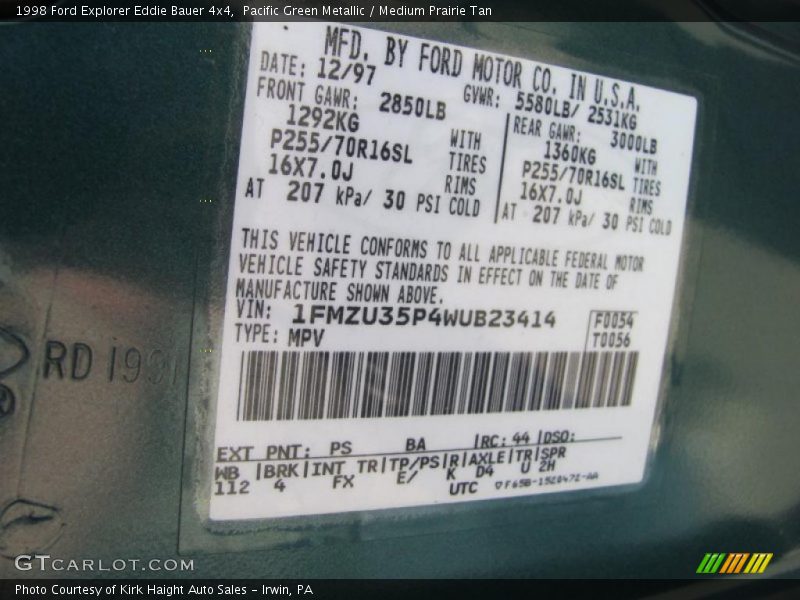 1998 Ford Explorer Eddie Bauer 4x4,  Pacific Green Metallic / Medium Prairie Tan
MFD. BY FORD MOTOR CO. IN U.S.A.
DATE: 12/97
GVWR: 5580LB/ 2531KG
FRONT GAWR: 2850LB
1292KG WITH
P255/70R16SL TIRES
16X7.0J RIMS
AT 207 kPa/ 30 PSI COLD
REAR GAWR: 3000LB
1360KG WITH
P255/70R16SL TIRES
16X7.0J RIMS
AT 207 kPa/ 30 PSI COLD
THIS VEHICLE CONFORMS TO ALL APPLICABLE FEDERAL MOTOR
VEHICLE SAFETY STANDARDS IN EFFECT ON THE DATE OF
MANUFACTURE SHOWN ABOVE.
VIN: 1FMZU35P4WUB23414
F0054
TYPE: MPV
T0056
EXT PNT: PS BA RC: 44 DSO:
WB BRK INT TR TP/PS R AXLE TR SPR
112 4 FX E/ K D4 U 2H
UTC
RD 199
GTCARLOT.COM
Photo Courtesy of Kirk Haight Auto Sales - Irwin, PA